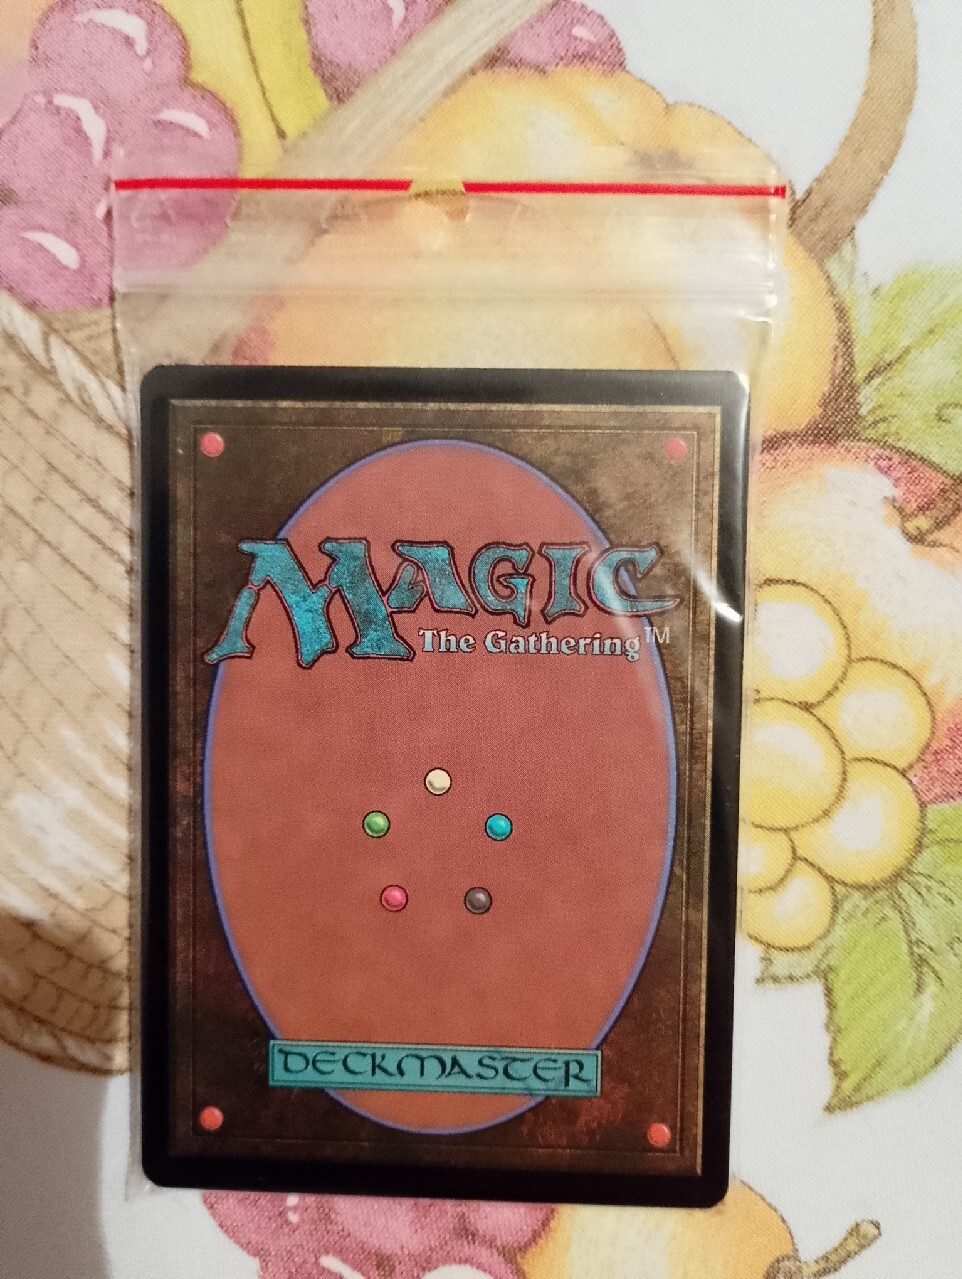 MAGIC
The Gathering™
DECKMASTER